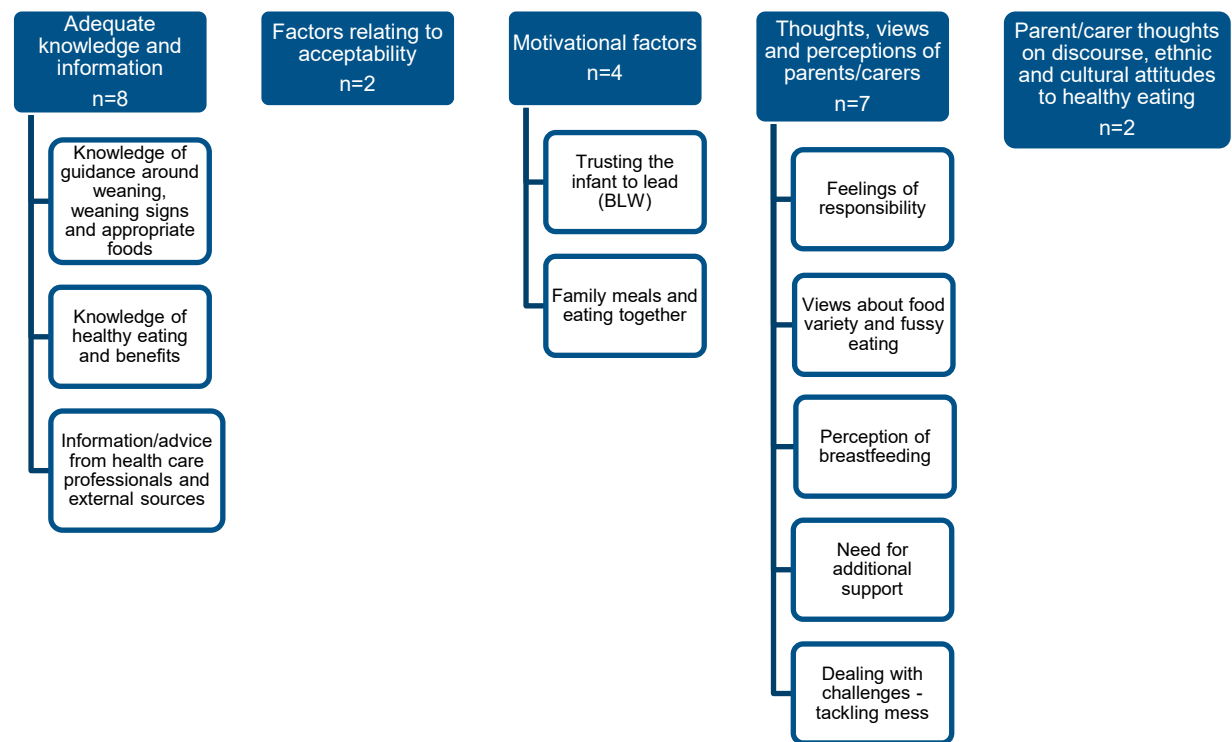 Adequate
knowledge and
information
n=8
Knowledge of
guidance around
weaning,
weaning signs
and appropriate
foods
Knowledge of
healthy eating
and benefits
Information/advice
from health care
professionals and
external sources
Factors relating to
acceptability
n=2
Motivational factors
n=4
Trusting the
infant to lead
(BLW)
Family meals and
eating together
Thoughts, views
and perceptions of
parents/carers
n=7
Feelings of
responsibility
Views about food
variety and fussy
eating
Perception of
breastfeeding
Need for
additional
support
Dealing with
challenges -
tackling mess
Parent/carer thoughts
on discourse, ethnic
and cultural attitudes
to healthy eating
n=2